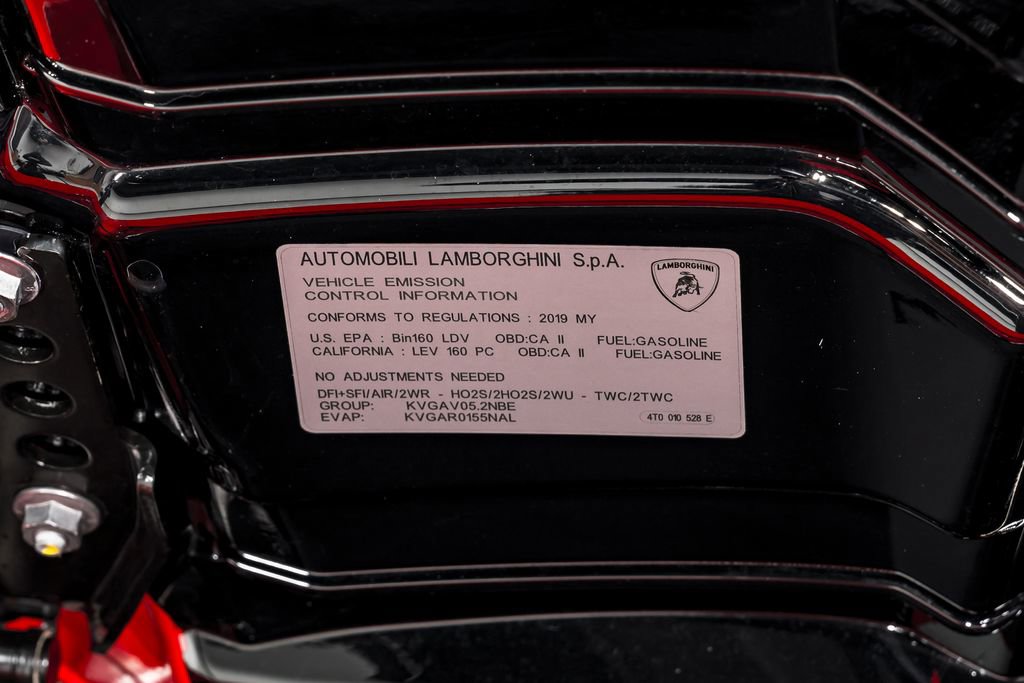 AUTOMOBILI LAMBORGHINI S.p.A.
LAMBORGHINI
VEHICLE EMISSION
CONTROL INFORMATION
CONFORMS TO REGULATIONS : 2019 MY
U.S. EPA : Bin160 LDV OBD:CA II FUEL:GASOLINE
CALIFORNIA : LEV 160 PC OBD:CA II FUEL:GASOLINE
NO ADJUSTMENTS NEEDED
DFI+SFI/AIR/2WR - HO2S/2HO2S/2WU - TWC/2TWC
GROUP: KVGAV05.2NBE
EVAP: KVGAR0155NAL
4T0 010 528 E